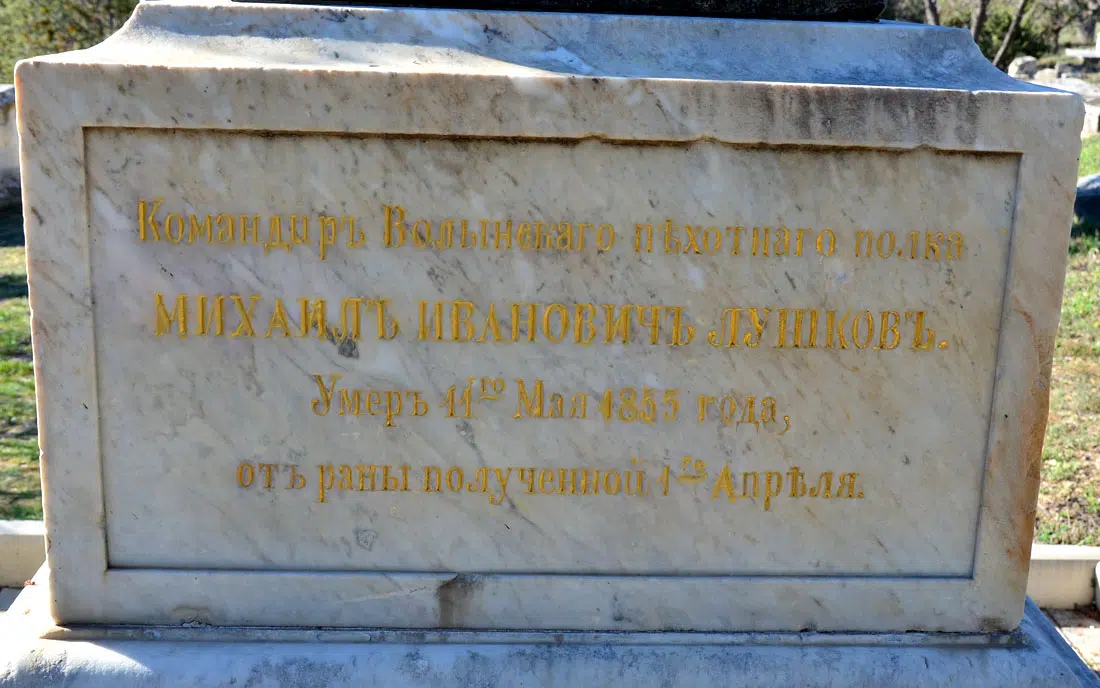 Командиръ Волынскаго пѣхотнаго полка
МИХАИЛЪ ИВАНОВИЧЪ ЛУШКОВЪ.
Умеръ 11го Мая 1855 года,
отъ раны полученной 1го Апрѣля.